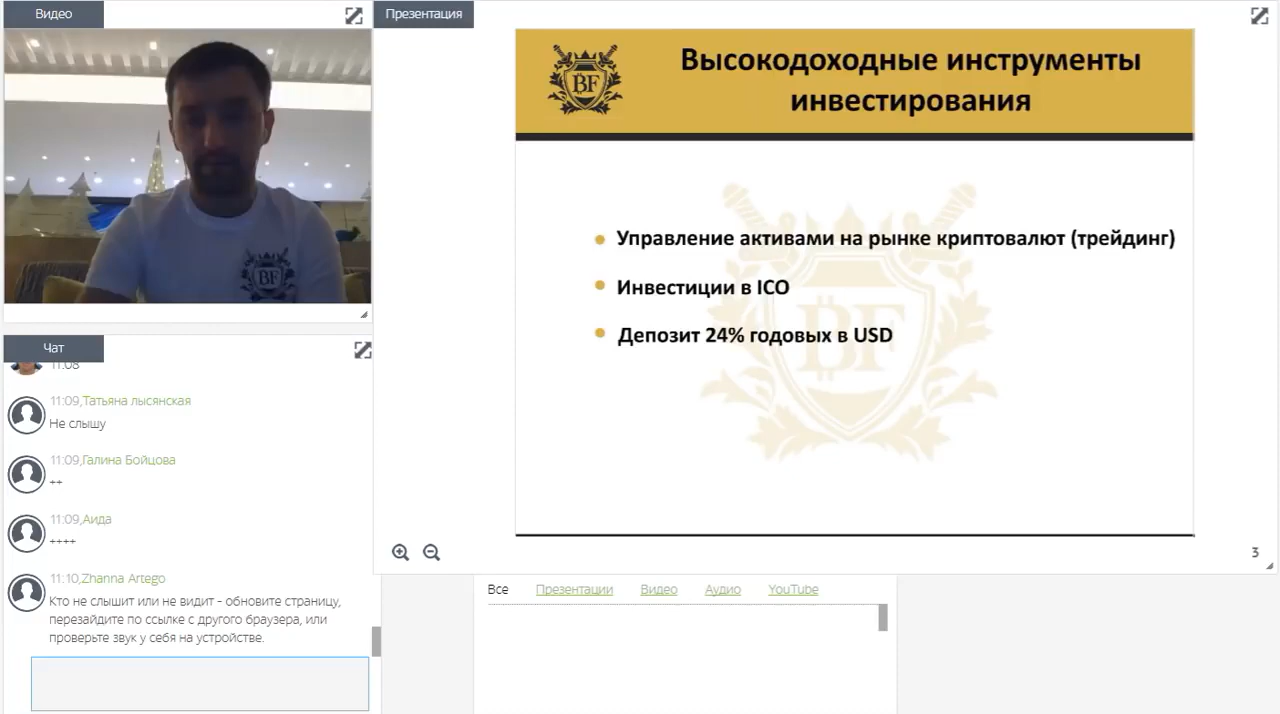 Видео
Презентация
BF
Высокодоходные инструменты
инвестирования
BF
Управление активами на рынке криптовалют (трейдинг)
Инвестиции в ICO
Депозит 24% годовых в USD
BF
3
Чат
11:08
11:09,Татьяна лысянская
Не слышу
11:09,Галина Бойцова
++
11:09,Аида
++++
11:10,Zhanna Artego
Кто не слышит или не видит - обновите страницу,
перезайдите по ссылке с другого браузера, или
проверьте звук у себя на устройстве.
Все Презентации Видео Аудио YouTube